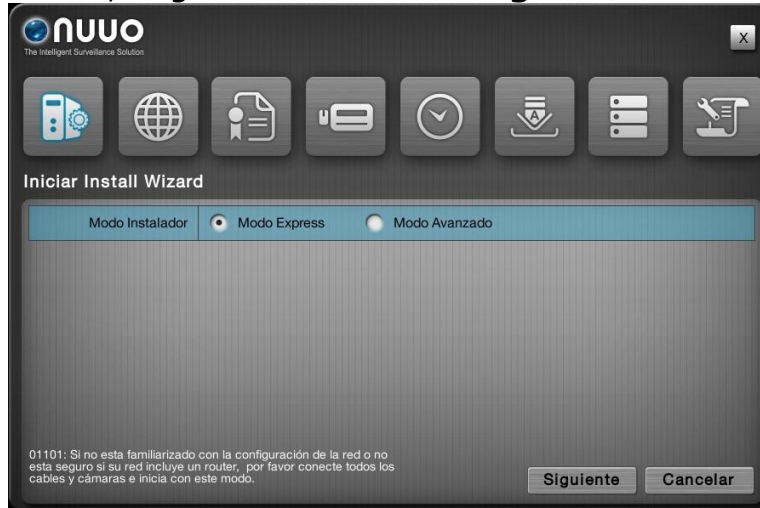 nuuo
The Intelligent Surveillance Solution
X
A
Iniciar Install Wizard
Modo Instalador Modo Express Modo Avanzado
01101: Si no esta familiarizado con la configuración de la red o no
esta seguro si su red incluye un router, por favor conecte todos los
cables y cámaras e inicia con este modo.
Siguiente Cancelar